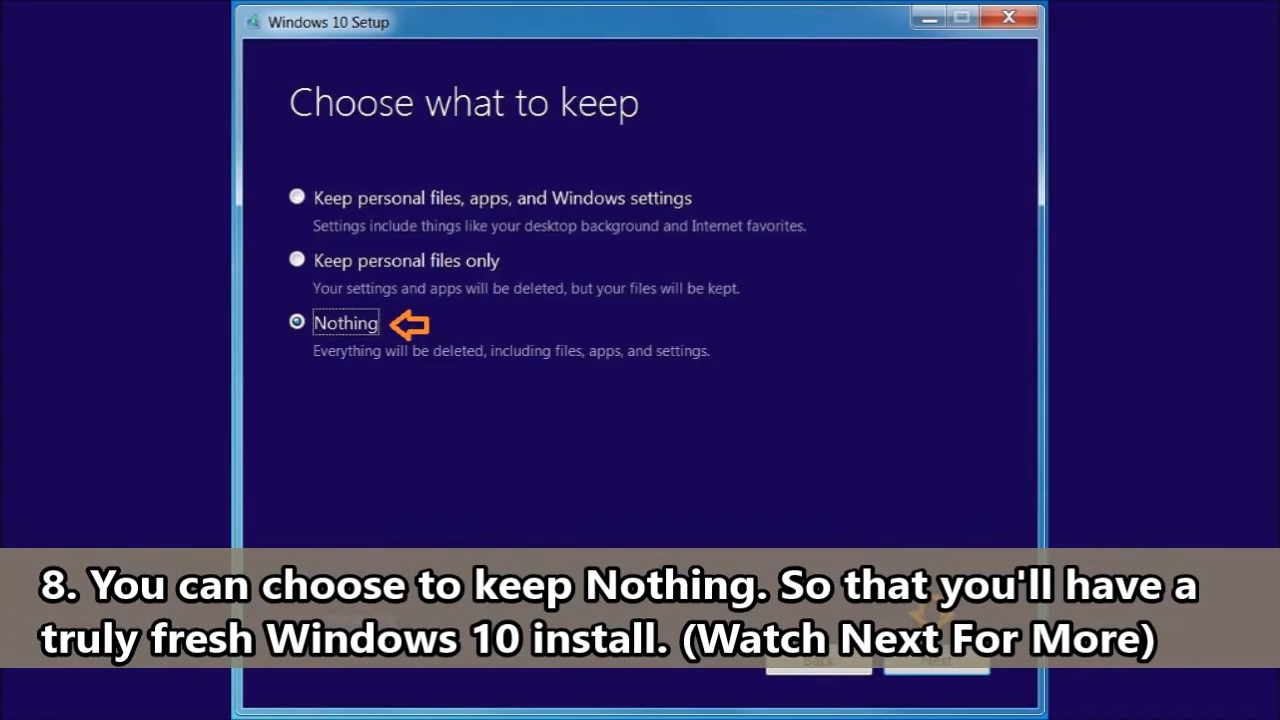 Windows 10 Setup
Choose what to keep
Keep personal files, apps, and Windows settings
Settings include things like your desktop background and Internet favorites.
Keep personal files only
Your settings and apps will be deleted, but your files will be kept.
Nothing
Everything will be deleted, including files, apps, and settings.
8. You can choose to keep Nothing. So that you'll have a
truly fresh Windows 10 install. (Watch Next For More)
Back Next